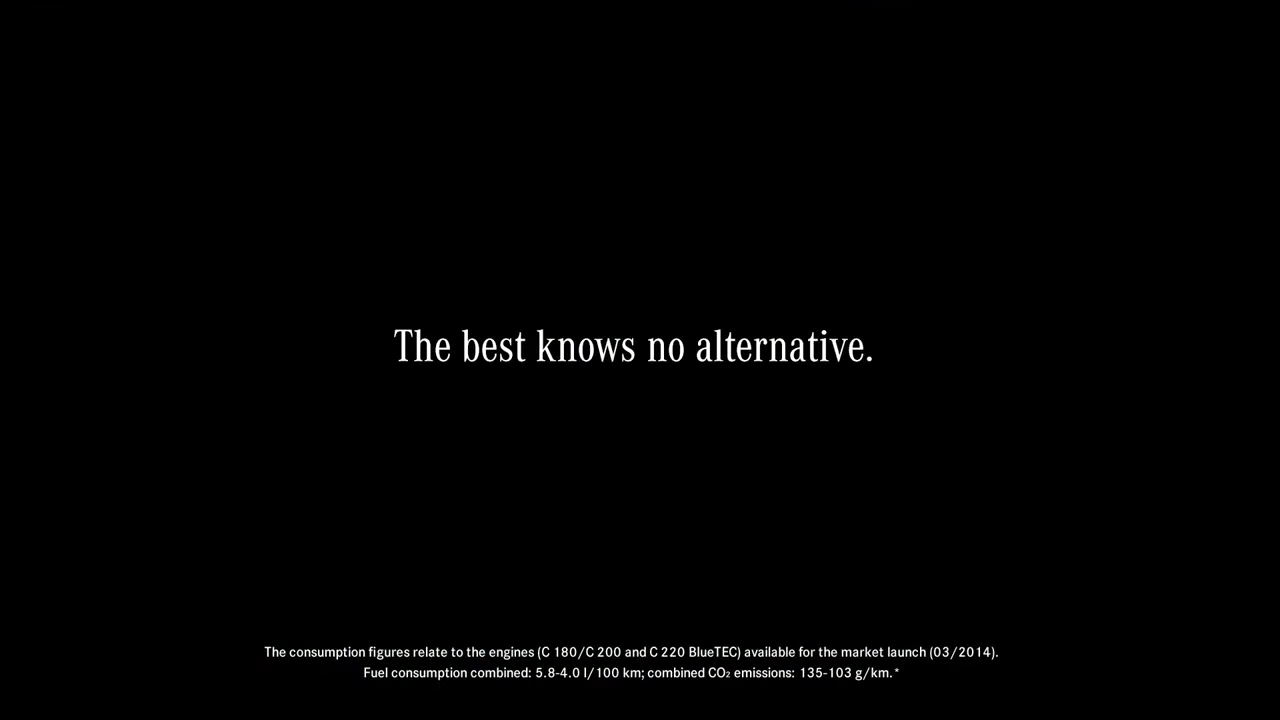 The best knows no alternative.
The consumption figures relate to the engines (C 180/C 200 and C 220 BlueTEC) available for the market launch (03/2014).
Fuel consumption combined: 5.8-4.0 l/100 km; combined CO₂ emissions: 135-103 g/km.*